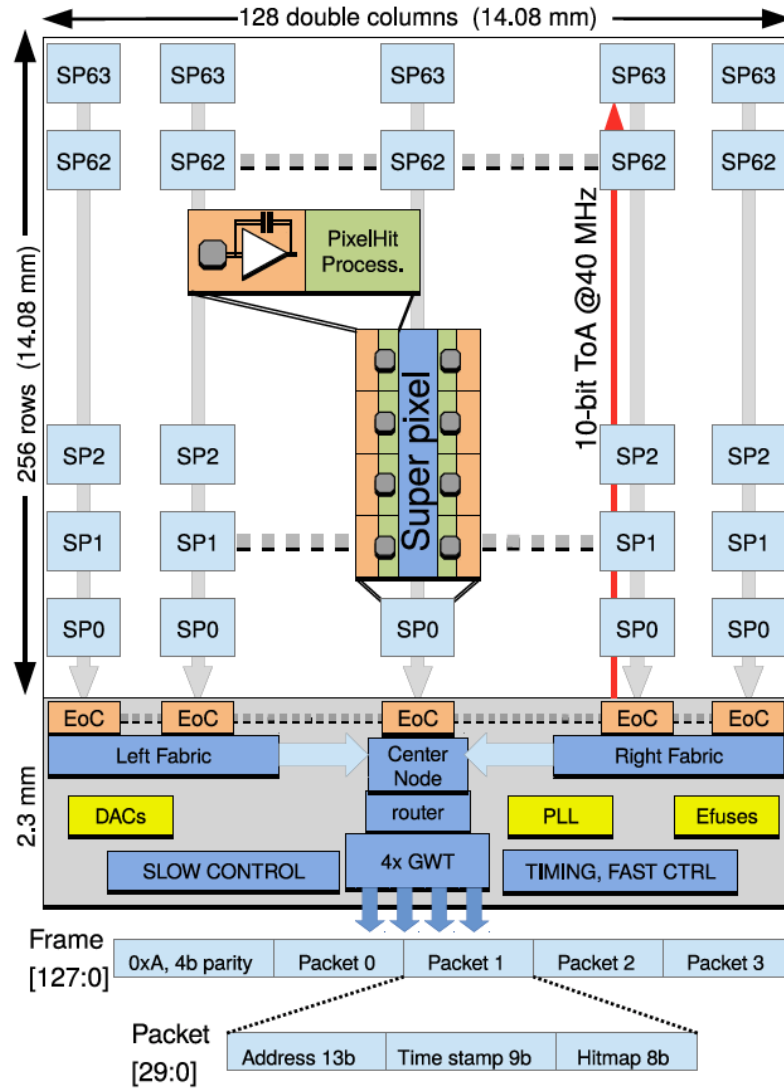 128 double columns (14.08 mm)
SP63 SP63 SP63 SP63 SP63
SP62 SP62 SP62 SP62 SP62
PixelHit
Process.
256 rows (14.08 mm)
10-bit ToA @40 MHz
Super pixel
SP2 SP2 SP2 SP2
SP1 SP1 SP1 SP1
SP0 SP0 SP0 SP0 SP0
EoC EoC EoC EoC EoC
Left Fabric
Center
Node
Right Fabric
2.3 mm
router
DACs PLL Efuses
SLOW CONTROL 4x GWT TIMING, FAST CTRL
Frame
[127:0]
0xA, 4b parity Packet 0 Packet 1 Packet 2 Packet 3
Packet
[29:0]
Address 13b Time stamp 9b Hitmap 8b